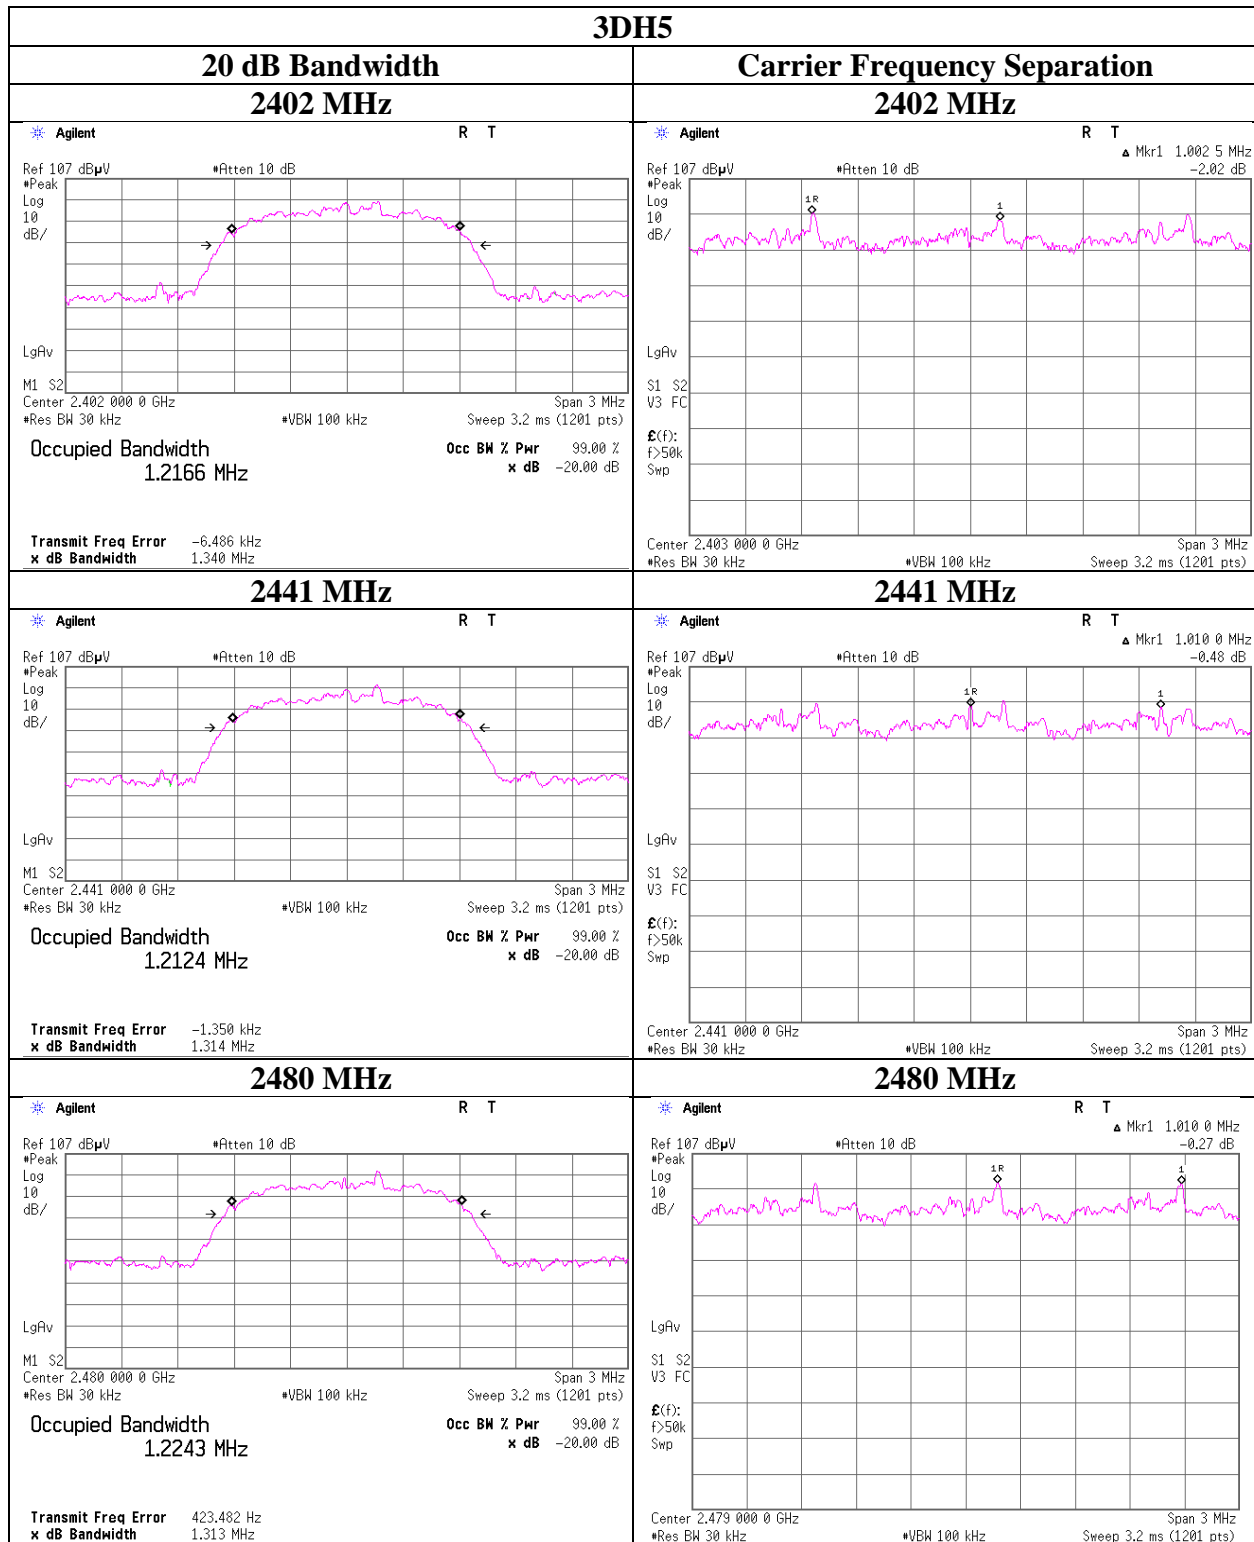 3DH5
20 dB Bandwidth
Carrier Frequency Separation
2402 MHz
2402 MHz
Agilent
R T
Ref 107 dBµV
#Atten 10 dB
#Peak
Log
10
dB/
LgAv
M1 S2
Center 2.402 000 0 GHz
Span 3 MHz
#Res BW 30 kHz
#VBW 100 kHz
Sweep 3.2 ms (1201 pts)
Occupied Bandwidth
1.2166 MHz
Occ BW % Pwr 99.00 %
x dB -20.00 dB
Transmit Freq Error -6.486 kHz
x dB Bandwidth 1.340 MHz
Agilent
R T
Δ Mkr1 1.002 5 MHz
Ref 107 dBµV
#Atten 10 dB
-2.02 dB
#Peak
Log
10
dB/
1R
1
LgAv
S1 S2
V3 FC
£(f):
f>50k
Swp
Center 2.403 000 0 GHz
Span 3 MHz
#Res BW 30 kHz
#VBW 100 kHz
Sweep 3.2 ms (1201 pts)
2441 MHz
2441 MHz
Agilent
R T
Ref 107 dBµV
#Atten 10 dB
#Peak
Log
10
dB/
LgAv
M1 S2
Center 2.441 000 0 GHz
Span 3 MHz
#Res BW 30 kHz
#VBW 100 kHz
Sweep 3.2 ms (1201 pts)
Occupied Bandwidth
1.2124 MHz
Occ BW % Pwr 99.00 %
x dB -20.00 dB
Transmit Freq Error -1.350 kHz
x dB Bandwidth 1.314 MHz
Agilent
R T
Δ Mkr1 1.010 0 MHz
Ref 107 dBµV
#Atten 10 dB
-0.48 dB
#Peak
Log
10
dB/
1R
1
LgAv
S1 S2
V3 FC
£(f):
f>50k
Swp
Center 2.441 000 0 GHz
Span 3 MHz
#Res BW 30 kHz
#VBW 100 kHz
Sweep 3.2 ms (1201 pts)
2480 MHz
2480 MHz
Agilent
R T
Ref 107 dBµV
#Atten 10 dB
#Peak
Log
10
dB/
LgAv
M1 S2
Center 2.480 000 0 GHz
Span 3 MHz
#Res BW 30 kHz
#VBW 100 kHz
Sweep 3.2 ms (1201 pts)
Occupied Bandwidth
1.2243 MHz
Occ BW % Pwr 99.00 %
x dB -20.00 dB
Transmit Freq Error 423.482 Hz
x dB Bandwidth 1.313 MHz
Agilent
R T
Δ Mkr1 1.010 0 MHz
Ref 107 dBµV
#Atten 10 dB
-0.27 dB
#Peak
Log
10
dB/
1R
1
LgAv
S1 S2
V3 FC
£(f):
f>50k
Swp
Center 2.479 000 0 GHz
Span 3 MHz
#Res BW 30 kHz
#VBW 100 kHz
Sweep 3.2 ms (1201 pts)